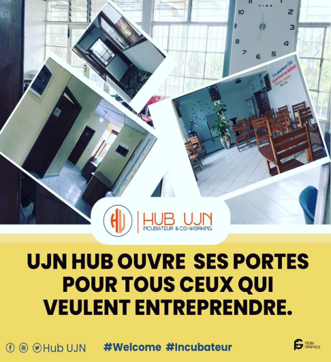 HUB UJN
INCUBATEUR & CO-WORKING
UJN HUB OUVRE SES PORTES
POUR TOUS CEUX QUI
VEULENT ENTREPRENDRE.
Hub UJN #Welcome #Incubateur